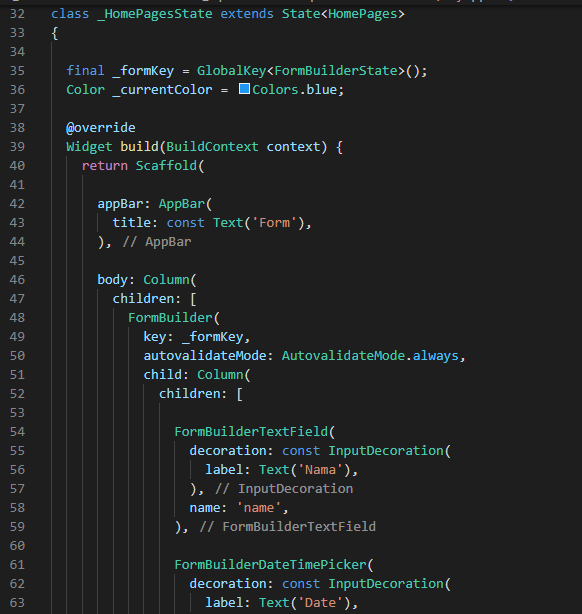 32 class _HomePagesState extends State<HomePages>
33 {
34
35   final _formKey = GlobalKey<FormBuilderState>();
36   Color _currentColor = Colors.blue;
37
38   @override
39   Widget build(BuildContext context) {
40     return Scaffold(
41
42       appBar: AppBar(
43         title: const Text('Form'),
44       ), // AppBar
45
46       body: Column(
47         children: [
48           FormBuilder(
49             key: _formKey,
50             autovalidateMode: AutovalidateMode.always,
51             child: Column(
52               children: [
53
54                 FormBuilderTextField(
55                   decoration: const InputDecoration(
56                     label: Text('Nama'),
57                   ), // InputDecoration
58                   name: 'name',
59                 ), // FormBuilderTextField
60
61                 FormBuilderDateTimePicker(
62                   decoration: const InputDecoration(
63                     label: Text('Date'),